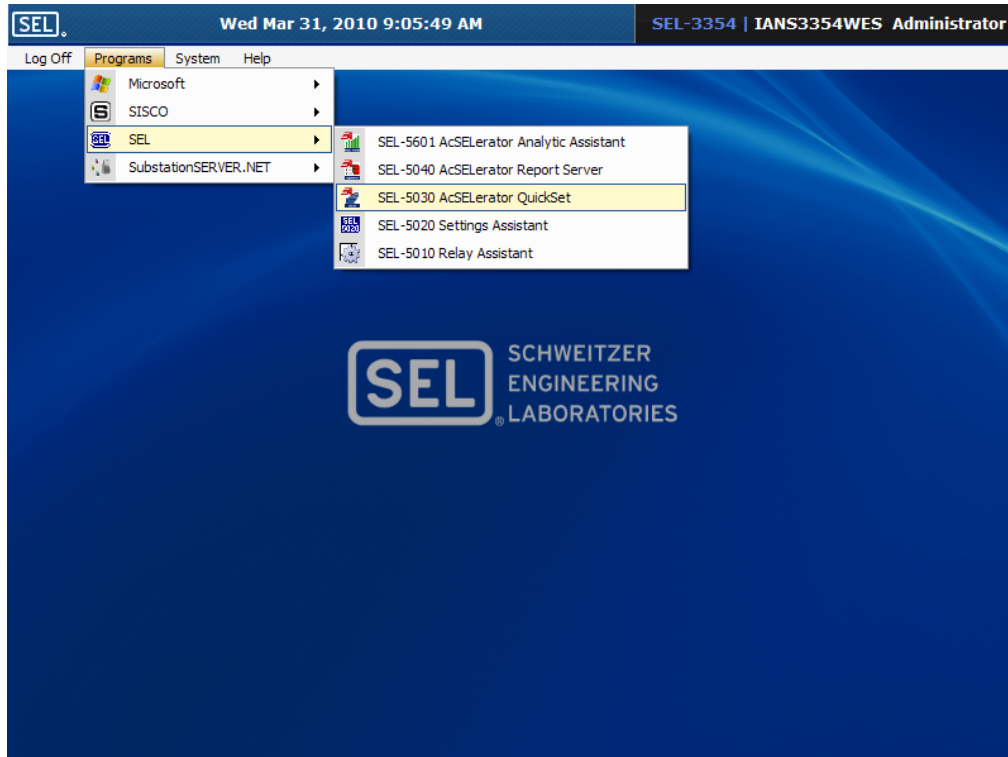 SEL Wed Mar 31, 2010 9:05:49 AM SEL-3354 | IANS3354WES Administrator
Log Off Programs System Help
Microsoft
SISCO
SEL
SubstationSERVER.NET
SEL-5601 AcSELerator Analytic Assistant
SEL-5040 AcSELerator Report Server
SEL-5030 AcSELerator QuickSet
SEL-5020 Settings Assistant
SEL-5010 Relay Assistant
SEL
SCHWEITZER
ENGINEERING
LABORATORIES